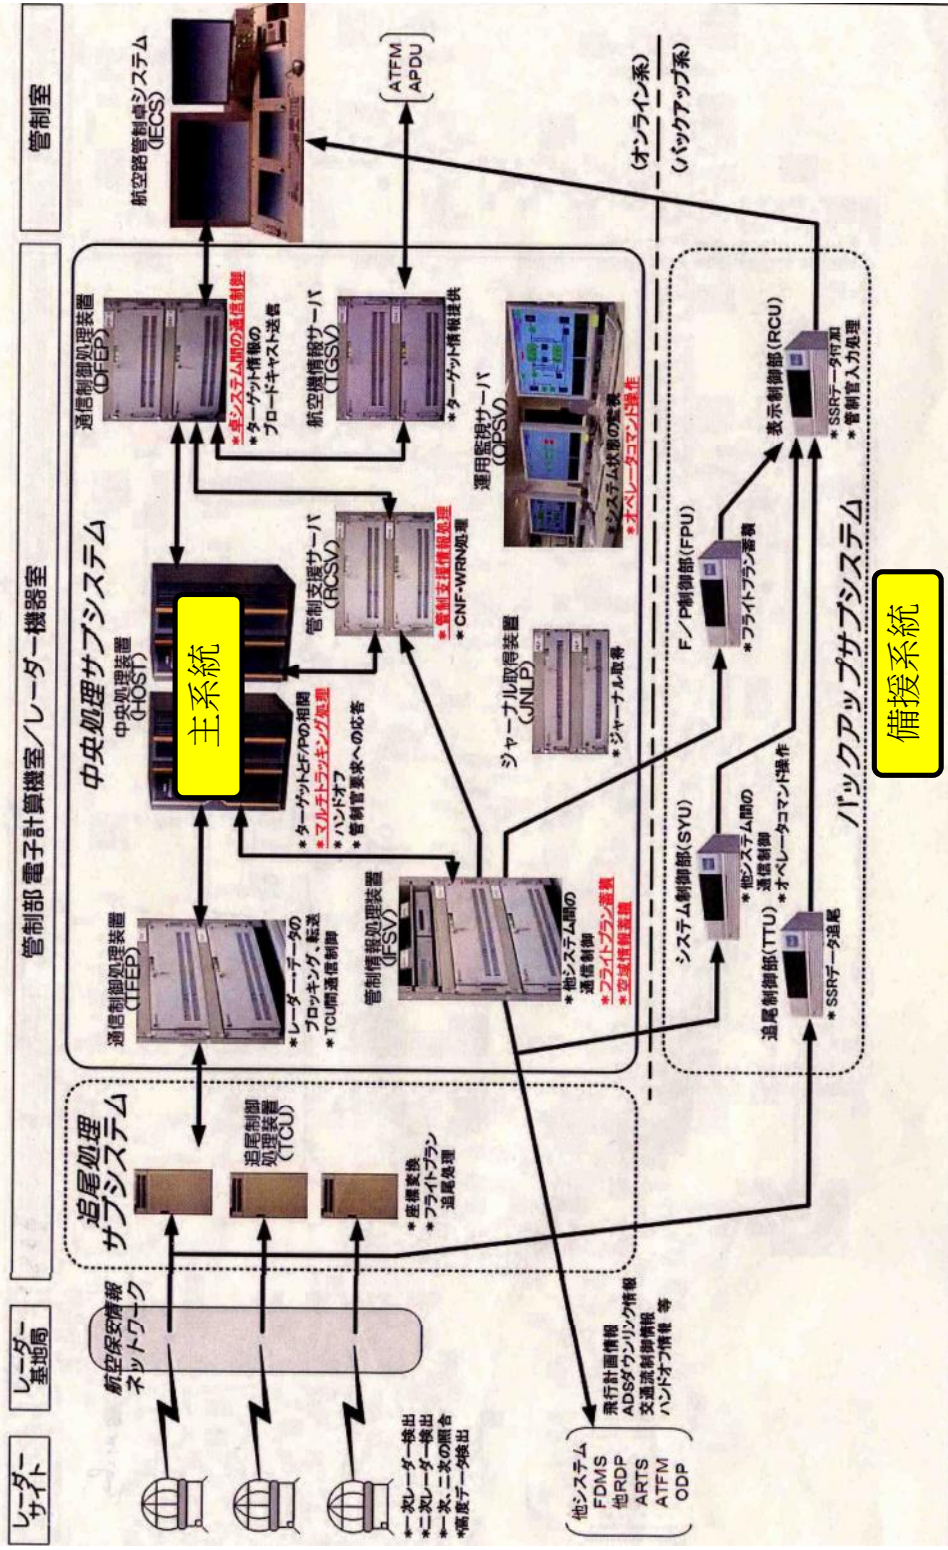 レーダー
サイト
レーダー
基地局
管制部電子計算機室/レーダー機器室
管制室
航空保安情報
ネットワーク
*一次レーダー検出
*二次レーダー検出
*一次、二次の照合
*高度データ検出
追尾処理
サブシステム
追尾制御
処理装置
(TCU)
*座標変換
*フライトプラン
追尾処理
中央処理サブシステム
通信制御処理装置
(TFEP)
*レーダーデータの
ブロッキング、転送
*TCU間通信制御
中央処理装置
(HOST)
主系統
*ターゲットとF/Pの相関
*マルチトラッキング処理
*ハンドオフ
*管制官要求への応答
通信制御処理装置
(DFEP)
*卓システム間の通信制御
*ターゲット情報の
ブロードキャスト送信
航空路管制卓システム
(IECS)
管制情報処理装置
(IFSV)
*他システム間の
通信制御
*フライトプラン蓄積
*空域情報蓄積
管制支援サーバ
(RCSV)
*管制支援情報処理
*CNF-WRN処理
航空機情報サーバ
(TGSV)
*ターゲット情報提供
ATFM
APDU
ジャーナル取得装置
(JNLP)
*ジャーナル取得
運用監視サーバ
(OPSV)
*システム状態の監視
*オペレータコマンド操作
(オンライン系)
(バックアップ系)
他システム
FDMS
他RDP
ARTS
ATFM
ODP
飛行計画情報
ADSダウンリンク情報
交通流制御情報
ハンドオフ情報 等
システム制御部(SYU)
*他システム間の
通信制御
*オペレータコマンド操作
F/P制御部(FPU)
*フライトプラン蓄積
追尾制御部(TTU)
*SSRデータ追尾
表示制御部(RCU)
*SSRデータ付加
*管制官入力処理
バックアップサブシステム
備援系統